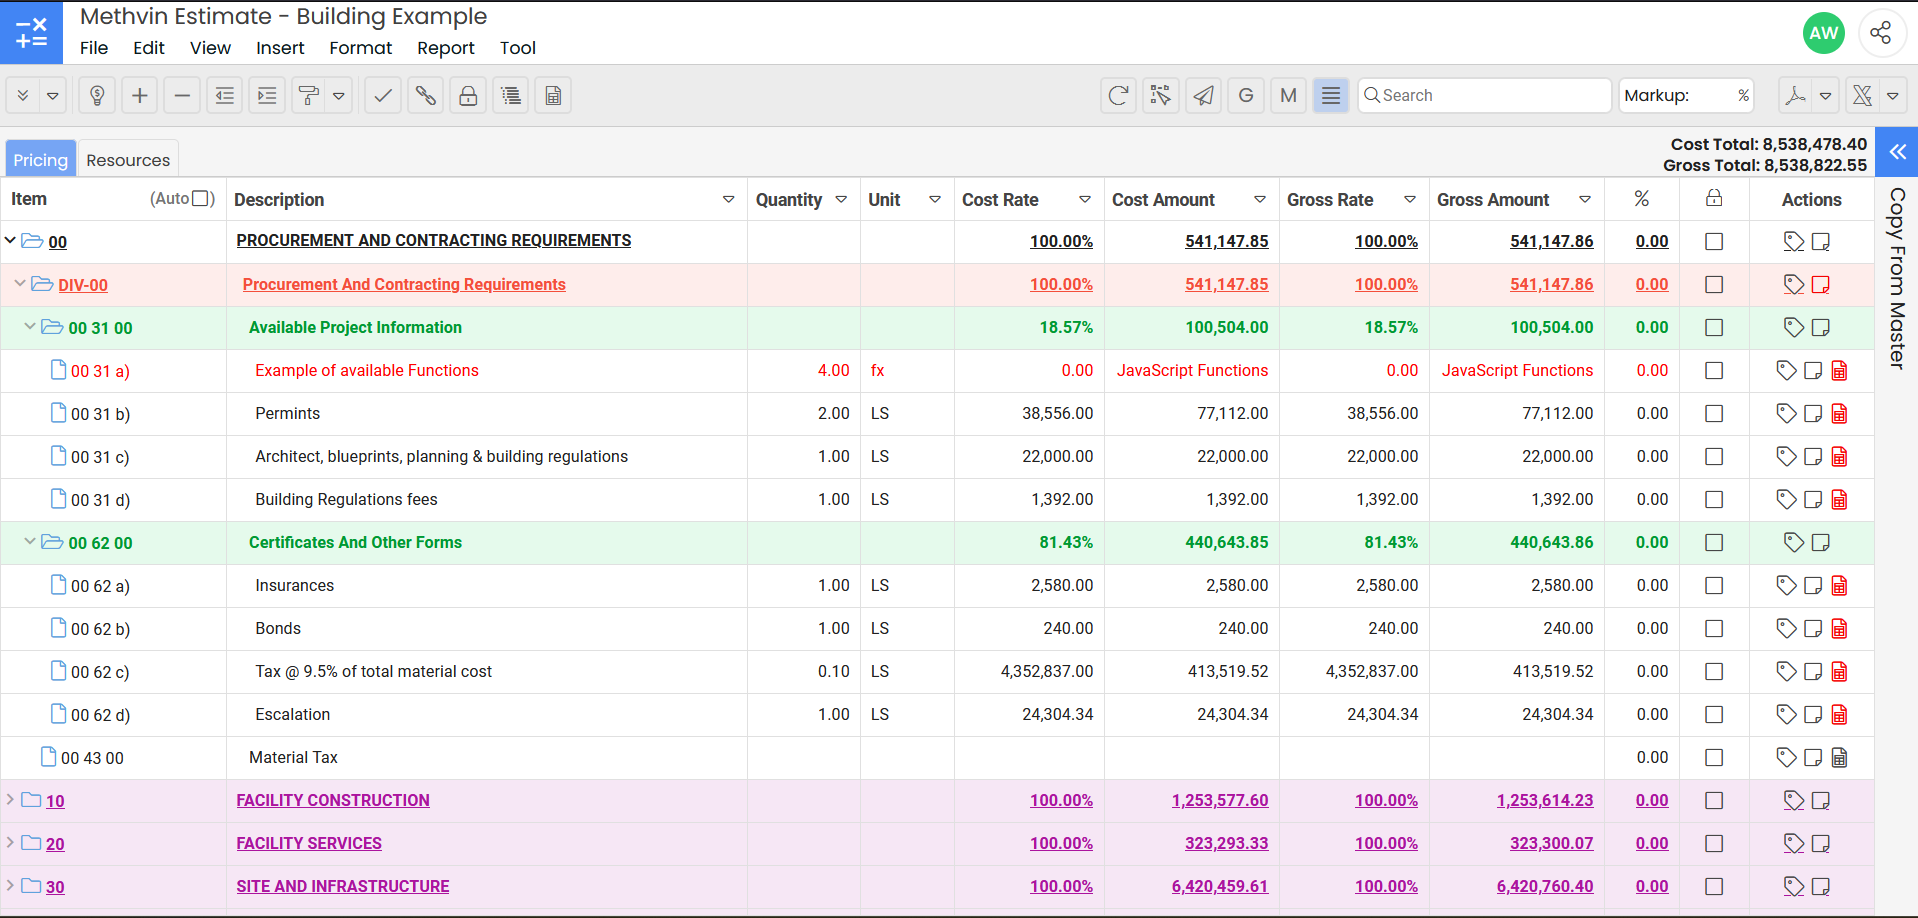 Methvin Estimate - Building Example
File Edit View Insert Format Report Tool
AW
G M Search Markup: %
Pricing Resources
Cost Total: 8,538,478.40
Gross Total: 8,538,822.55
Item (Auto ) Description Quantity Unit Cost Rate Cost Amount Gross Rate Gross Amount % Actions
00 PROCUREMENT AND CONTRACTING REQUIREMENTS 100.00% 541,147.85 100.00% 541,147.86 0.00
DIV-00 Procurement And Contracting Requirements 100.00% 541,147.85 100.00% 541,147.86 0.00
00 31 00 Available Project Information 18.57% 100,504.00 18.57% 100,504.00 0.00
00 31 a) Example of available Functions 4.00 fx 0.00 JavaScript Functions 0.00 JavaScript Functions 0.00
00 31 b) Permints 2.00 LS 38,556.00 77,112.00 38,556.00 77,112.00 0.00
00 31 c) Architect, blueprints, planning & building regulations 1.00 LS 22,000.00 22,000.00 22,000.00 22,000.00 0.00
00 31 d) Building Regulations fees 1.00 LS 1,392.00 1,392.00 1,392.00 1,392.00 0.00
00 62 00 Certificates And Other Forms 81.43% 440,643.85 81.43% 440,643.86 0.00
00 62 a) Insurances 1.00 LS 2,580.00 2,580.00 2,580.00 2,580.00 0.00
00 62 b) Bonds 1.00 LS 240.00 240.00 240.00 240.00 0.00
00 62 c) Tax @ 9.5% of total material cost 0.10 LS 4,352,837.00 413,519.52 4,352,837.00 413,519.52 0.00
00 62 d) Escalation 1.00 LS 24,304.34 24,304.34 24,304.34 24,304.34 0.00
00 43 00 Material Tax 0.00
10 FACILITY CONSTRUCTION 100.00% 1,253,577.60 100.00% 1,253,614.23 0.00
20 FACILITY SERVICES 100.00% 323,293.33 100.00% 323,300.07 0.00
30 SITE AND INFRASTRUCTURE 100.00% 6,420,459.61 100.00% 6,420,760.40 0.00
Copy From Master